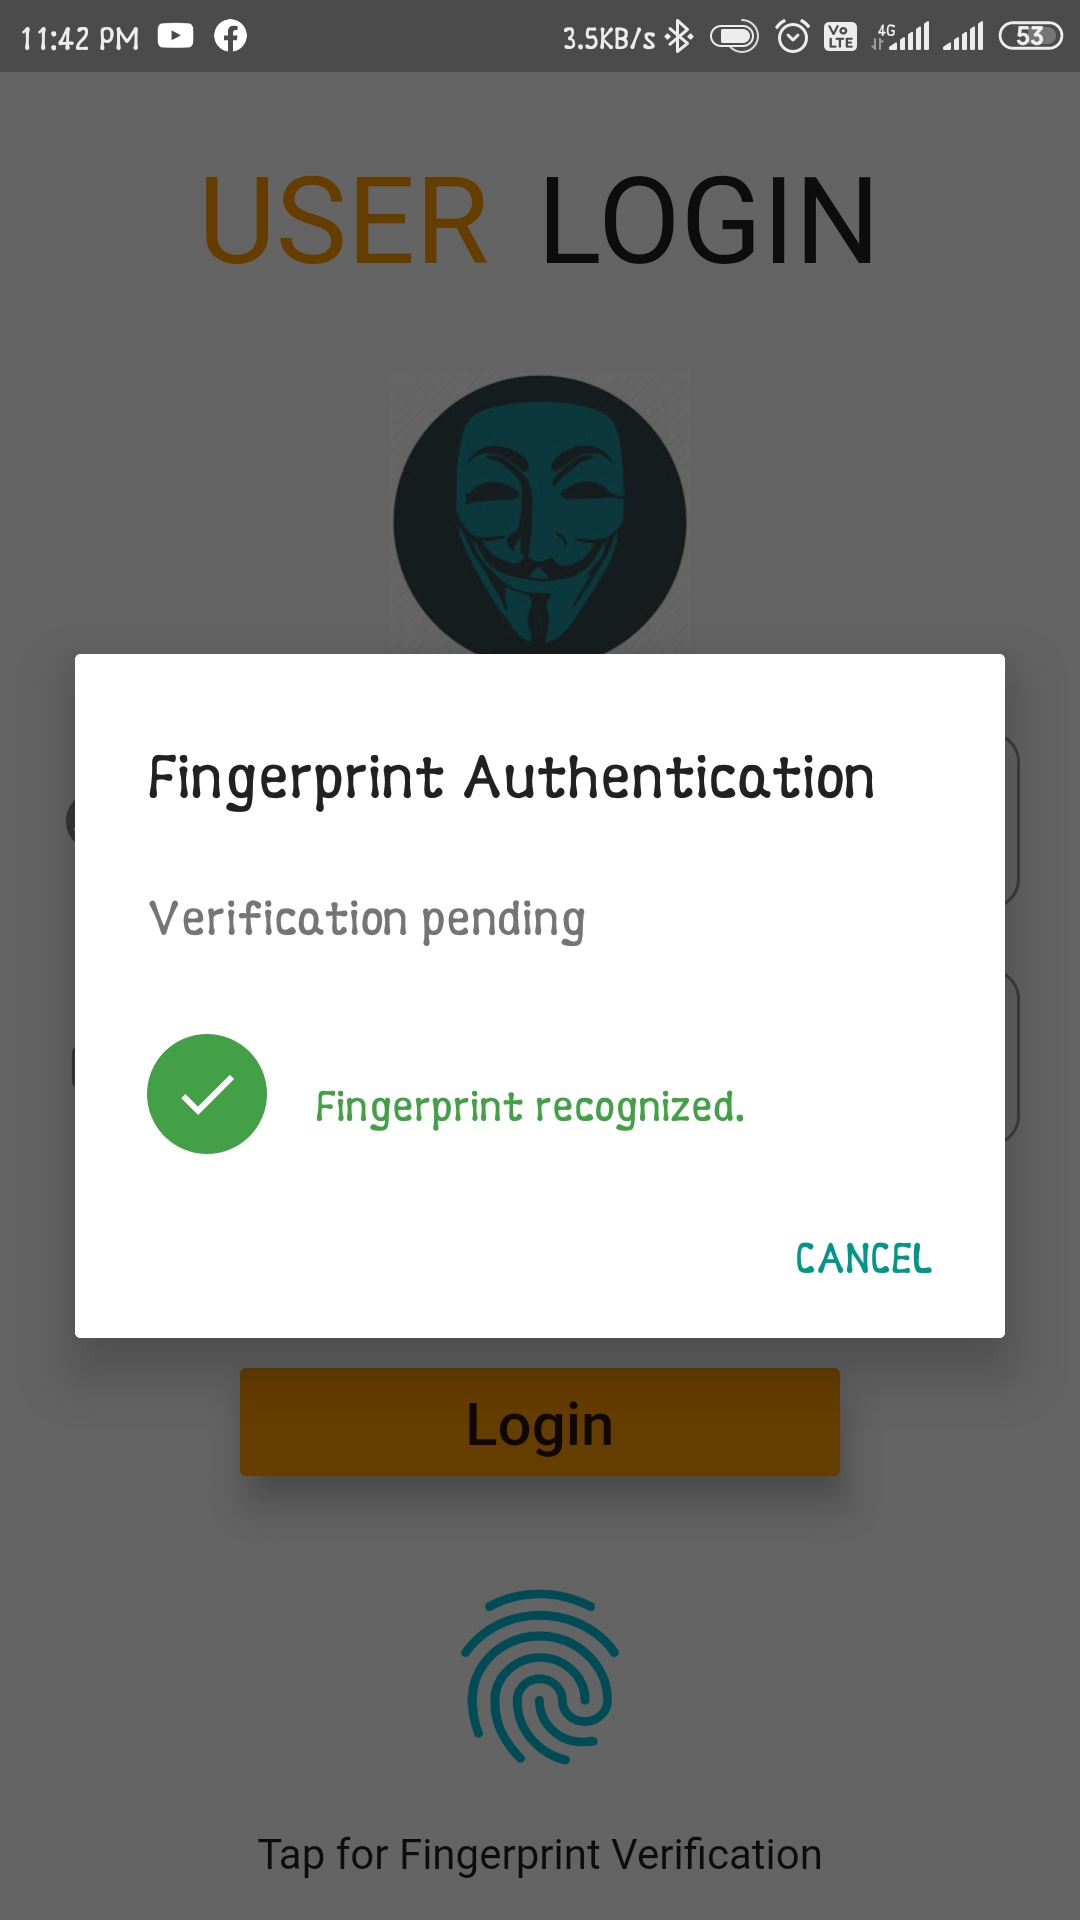 11:42 PM 3.5KB/s Vo LTE 4G 53
USER LOGIN
Fingerprint Authentication
Verification pending
Fingerprint recognized.
CANCEL
Login
Tap for Fingerprint Verification